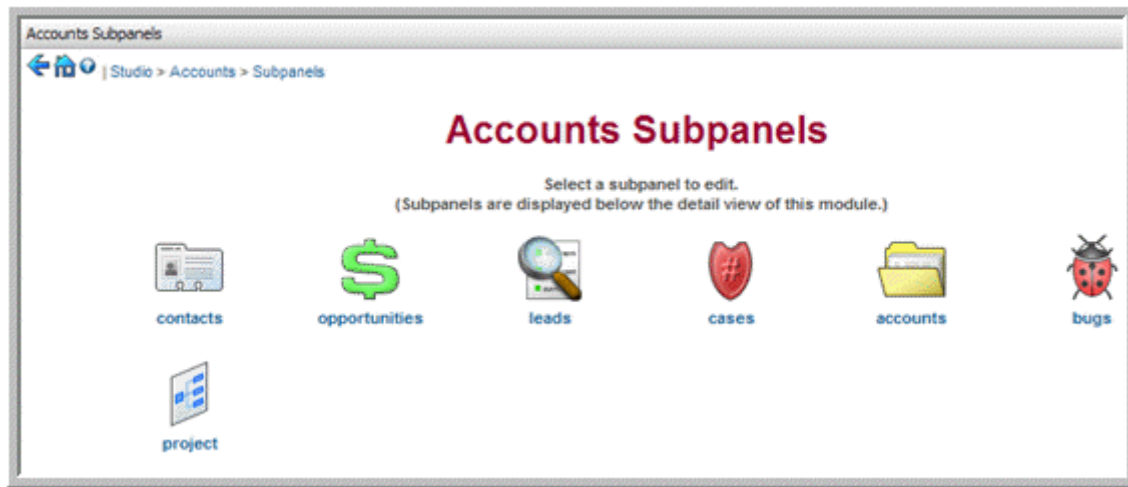 Accounts Subpanels
| Studio > Accounts > Subpanels
Accounts Subpanels
Select a subpanel to edit.
(Subpanels are displayed below the detail view of this module.)
contacts opportunities leads cases accounts bugs
project